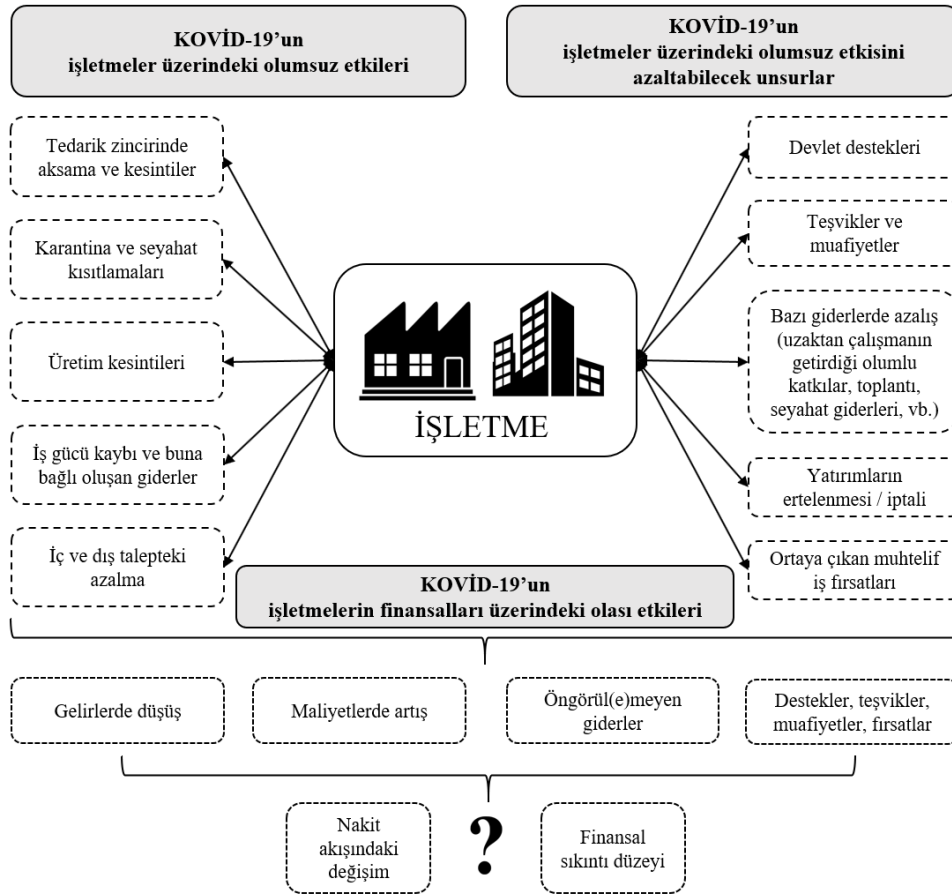 KOVİD-19’un
işletmeler üzerindeki olumsuz etkileri
KOVİD-19’un
işletmeler üzerindeki olumsuz etkisini
azaltabilecek unsurlar
Tedarik zincirinde
aksama ve kesintiler
Karantina ve seyahat
kısıtlamaları
Üretim kesintileri
İş gücü kaybı ve buna
bağlı oluşan giderler
İç ve dış talepteki
azalma
İŞLETME
Devlet destekleri
Teşvikler ve
muafiyetler
Bazı giderlerde azalış
(uzaktan çalışmanın
getirdiği olumlu
katkılar, toplantı,
seyahat giderleri, vb.)
Yatırımların
ertelenmesi / iptali
Ortaya çıkan muhtelif
iş fırsatları
KOVİD-19’un
işletmelerin finansalları üzerindeki olası etkileri
Gelirlerde düşüş
Maliyetlerde artış
Öngörül(e)meyen
giderler
Destekler, teşvikler,
muafiyetler, fırsatlar
Nakit
akışındaki
değişim
?
Finansal
sıkıntı düzeyi